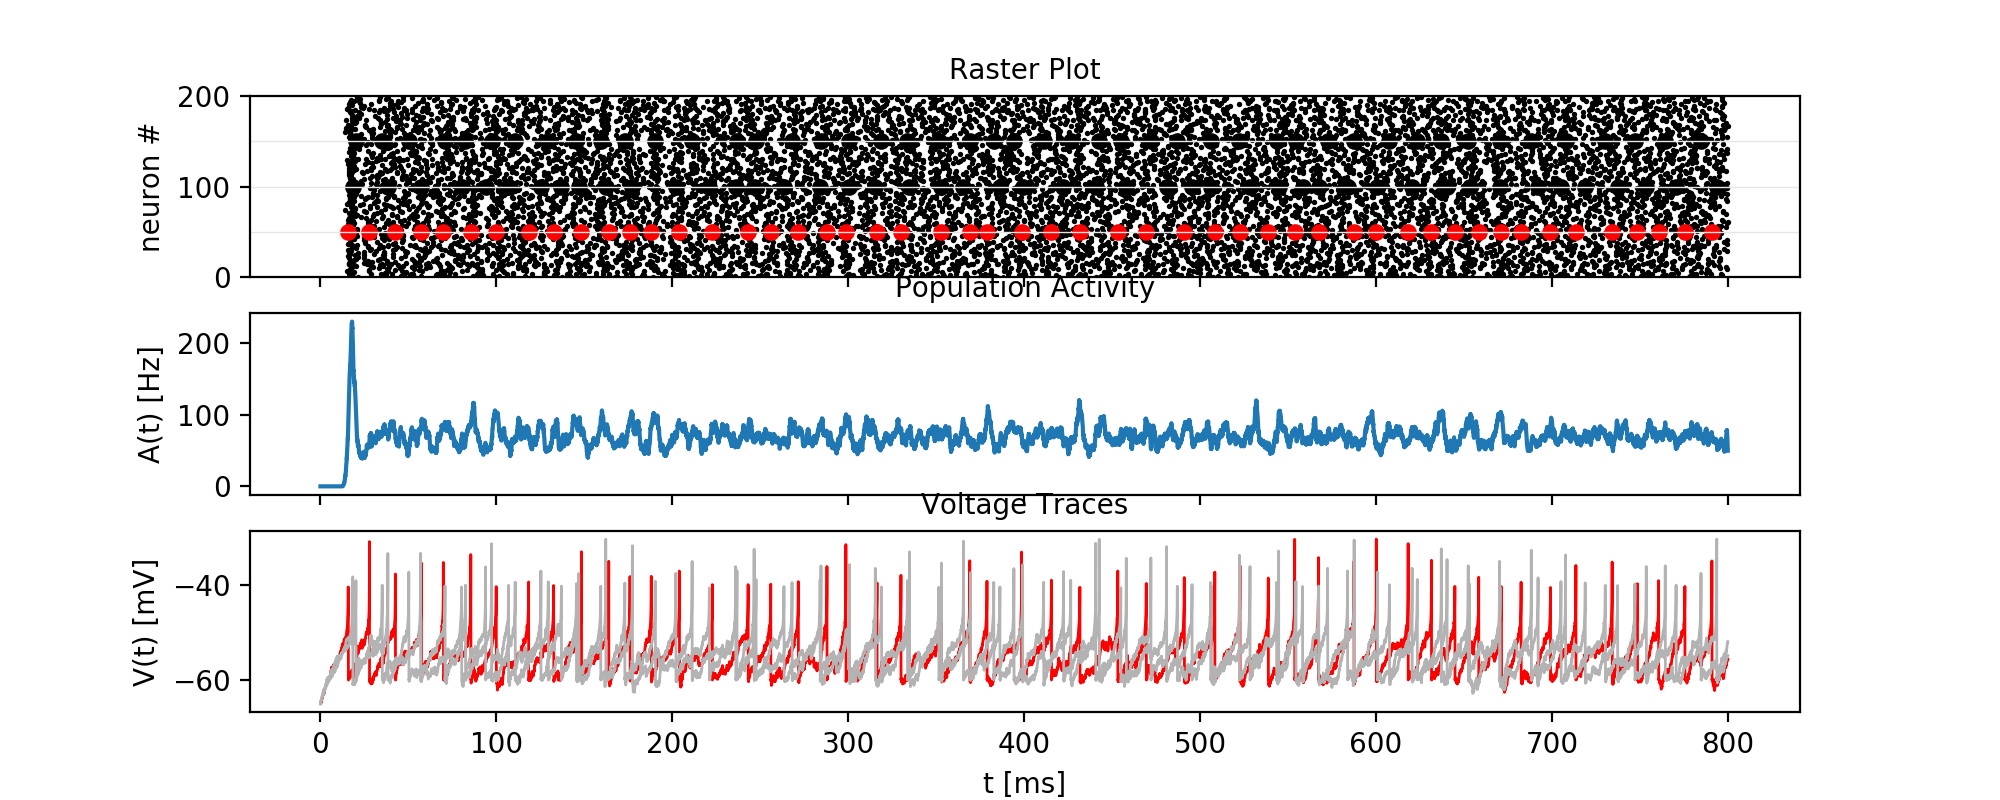 Raster Plot
200
100
0
neuron #
Population Activity
200
100
0
A(t) [Hz]
Voltage Traces
−40
−60
V(t) [mV]
0 100 200 300 400 500 600 700 800
t [ms]